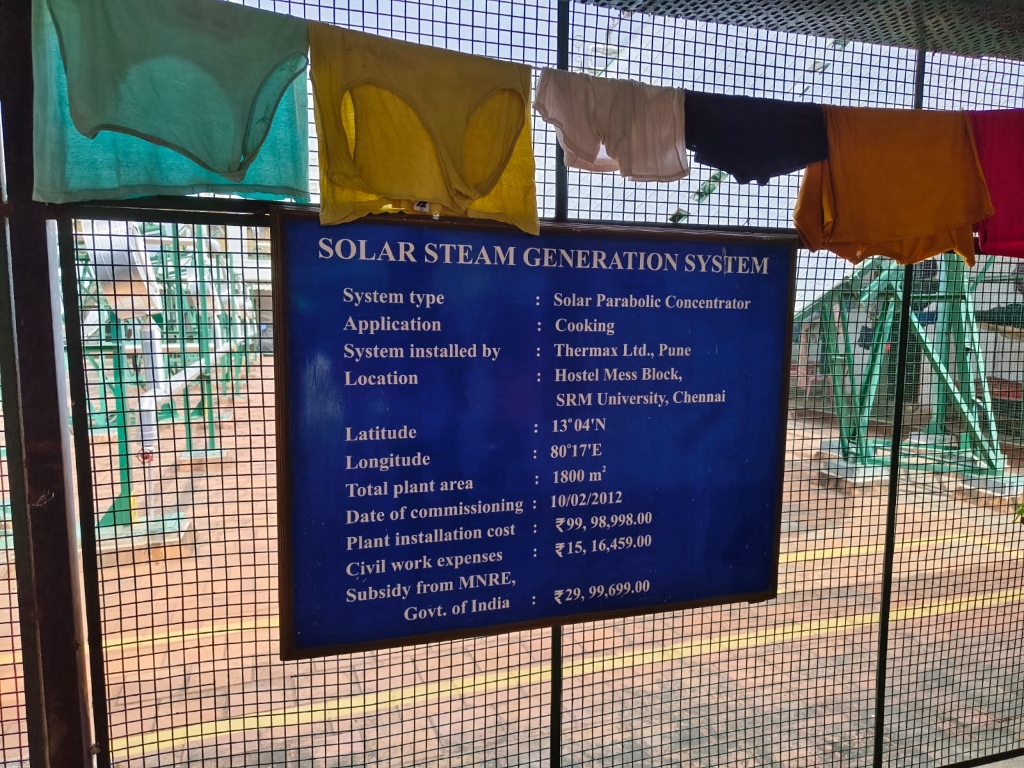 SOLAR STEAM GENERATION SYSTEM
System type : Solar Parabolic Concentrator
Application : Cooking
System installed by : Thermax Ltd., Pune
Location : Hostel Mess Block,
SRM University, Chennai
Latitude : 13°04'N
Longitude : 80°17'E
Total plant area : 1800 m²
Date of commissioning : 10/02/2012
Plant installation cost : ₹99, 98,998.00
Civil work expenses : ₹15, 16,459.00
Subsidy from MNRE,
Govt. of India : ₹29, 99,699.00